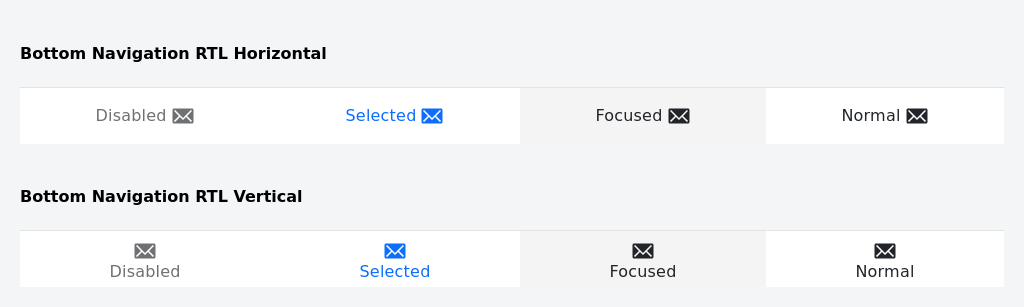 Bottom Navigation RTL Horizontal
Disabled Selected Focused Normal
Bottom Navigation RTL Vertical
Disabled Selected Focused Normal